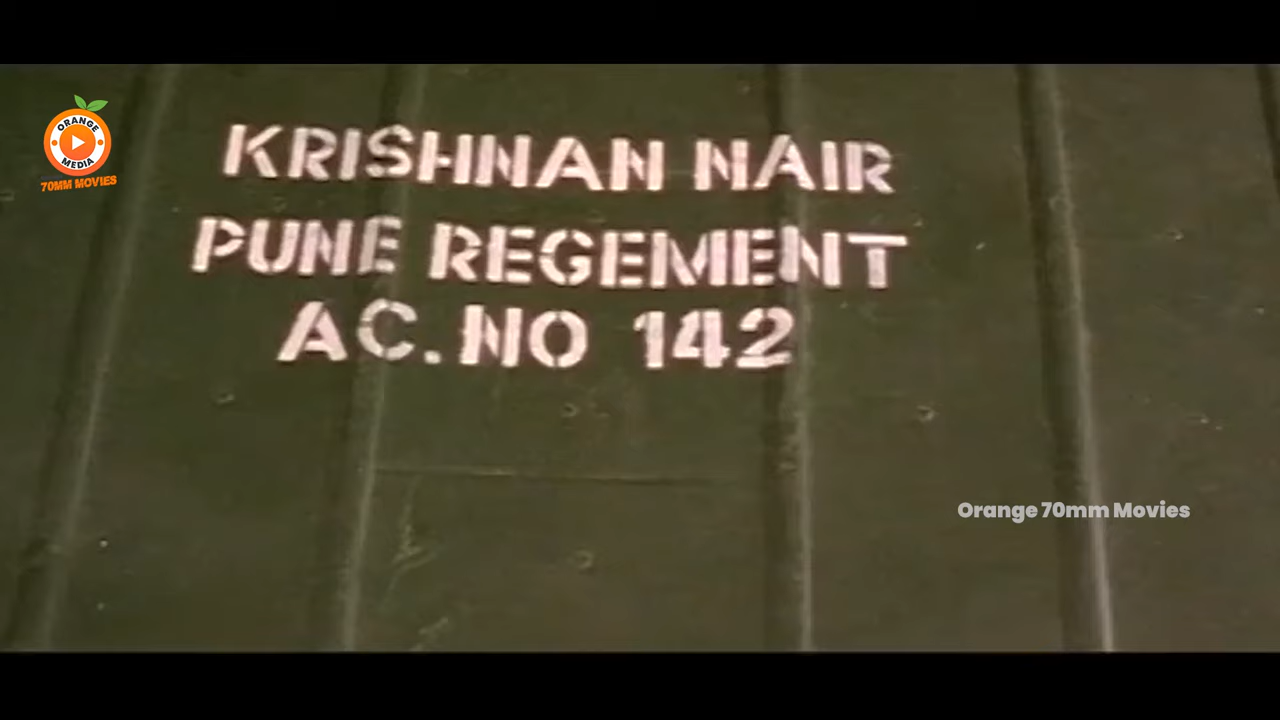 ORANGE
MEDIA
70MM MOVIES
KRISHNAN NAIR
PUNE REGEMENT
AC. NO 142
Orange 70mm Movies